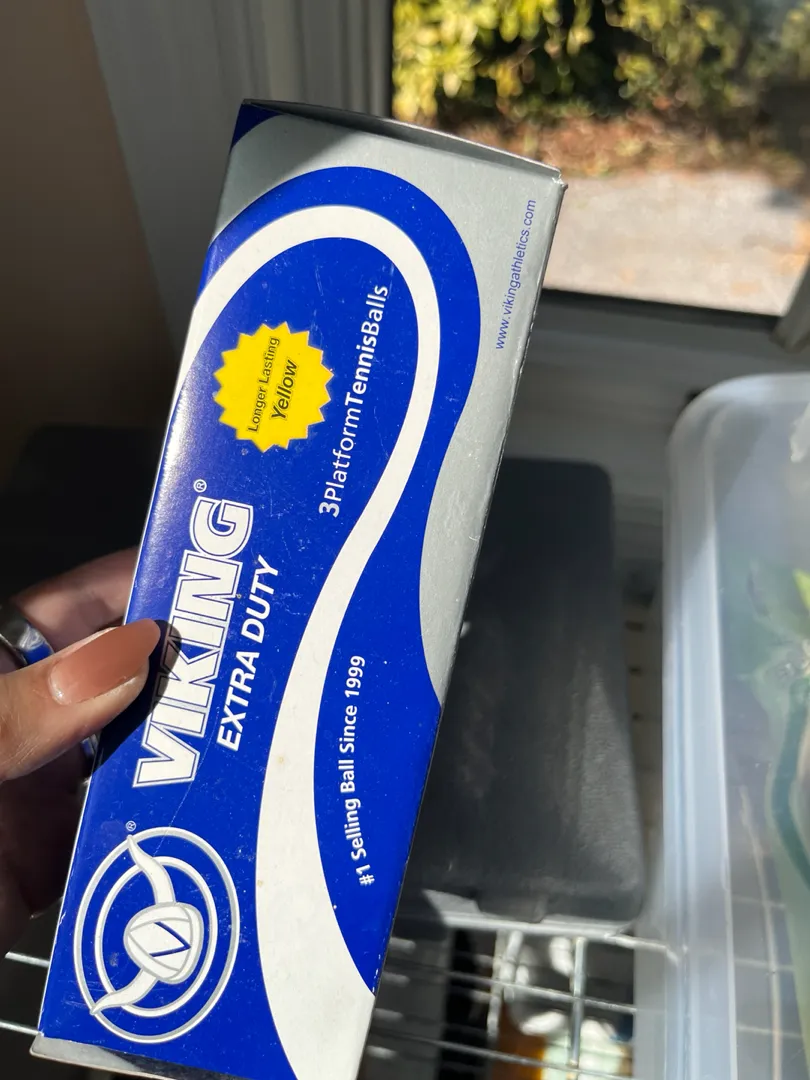 www.vikingathletics.com
3PlatformTennisBalls
Longer Lasting
Yellow
VIKING®
EXTRA DUTY
#1 Selling Ball Since 1999
®